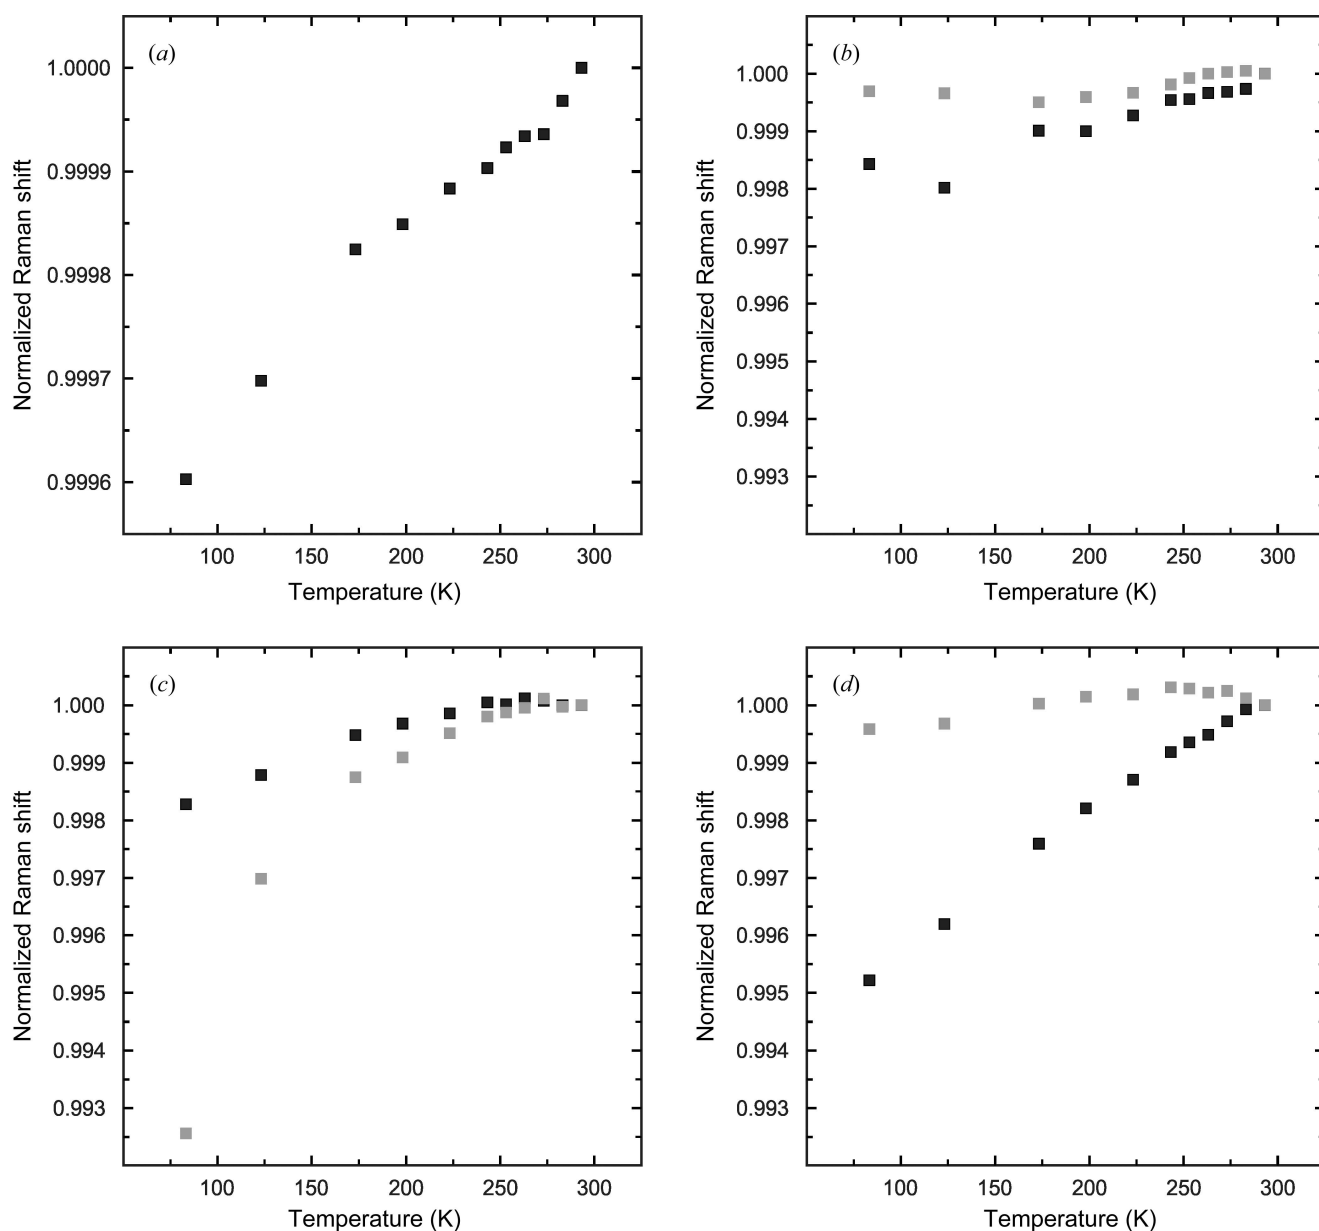 (a)
Normalized Raman shift
1.0000
0.9999
0.9998
0.9997
0.9996
100 150 200 250 300
Temperature (K)
(b)
Normalized Raman shift
1.000
0.999
0.998
0.997
0.996
0.995
0.994
0.993
100 150 200 250 300
Temperature (K)
(c)
Normalized Raman shift
1.000
0.999
0.998
0.997
0.996
0.995
0.994
0.993
100 150 200 250 300
Temperature (K)
(d)
Normalized Raman shift
1.000
0.999
0.998
0.997
0.996
0.995
0.994
0.993
100 150 200 250 300
Temperature (K)